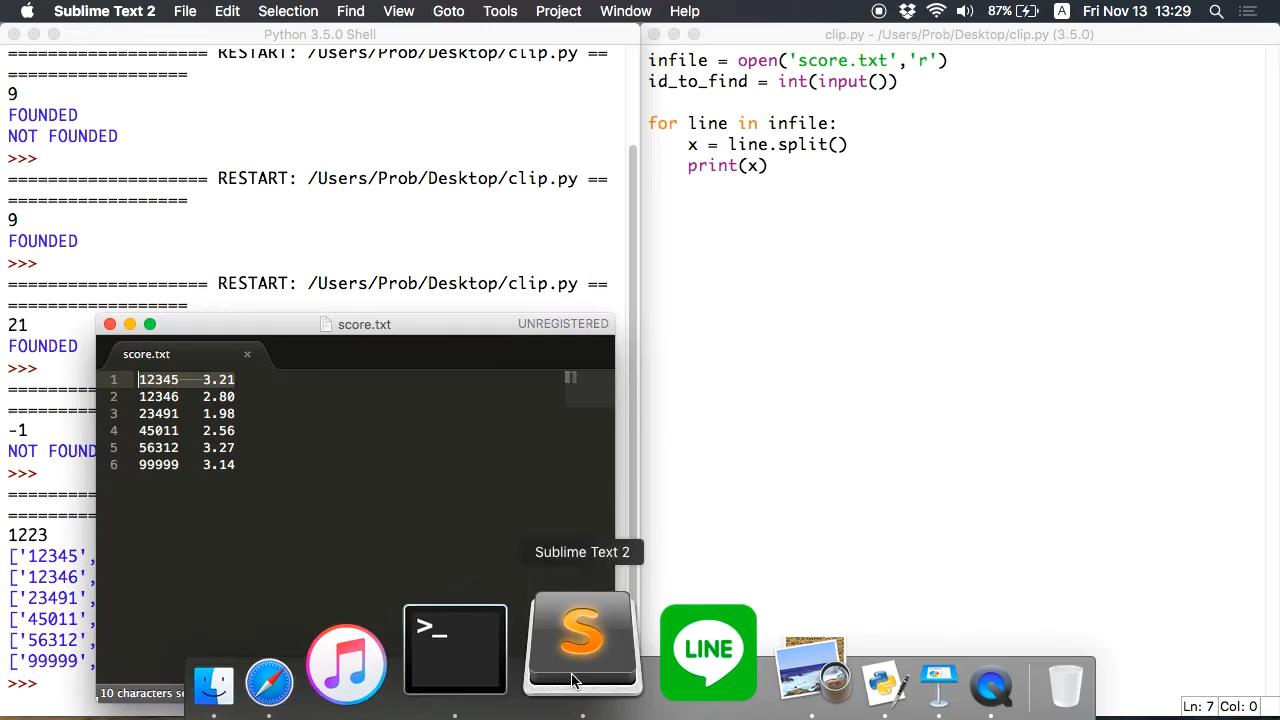 Sublime Text 2 File Edit Selection Find View Goto Tools Project Window Help 87% A Fri Nov 13 13:29
Python 3.5.0 Shell
==================== RESTART: /Users/Prob/Desktop/clip.py ==
==================
9
FOUNDED
NOT FOUNDED
>>>
==================== RESTART: /Users/Prob/Desktop/clip.py ==
==================
9
FOUNDED
>>>
==================== RESTART: /Users/Prob/Desktop/clip.py ==
==================
21
FOUNDED
>>>
-1
NOT FOUND
>>>
1223
['12345',
['12346',
['23491',
['45011',
['56312',
['99999',
>>>
score.txt UNREGISTERED
score.txt
1 12345 3.21
2 12346 2.80
3 23491 1.98
4 45011 2.56
5 56312 3.27
6 99999 3.14
10 characters se
clip.py - /Users/Prob/Desktop/clip.py (3.5.0)
infile = open('score.txt','r')
id_to_find = int(input())
for line in infile:
x = line.split()
print(x)
Ln: 7 Col: 0
Sublime Text 2
>_
S
LINE